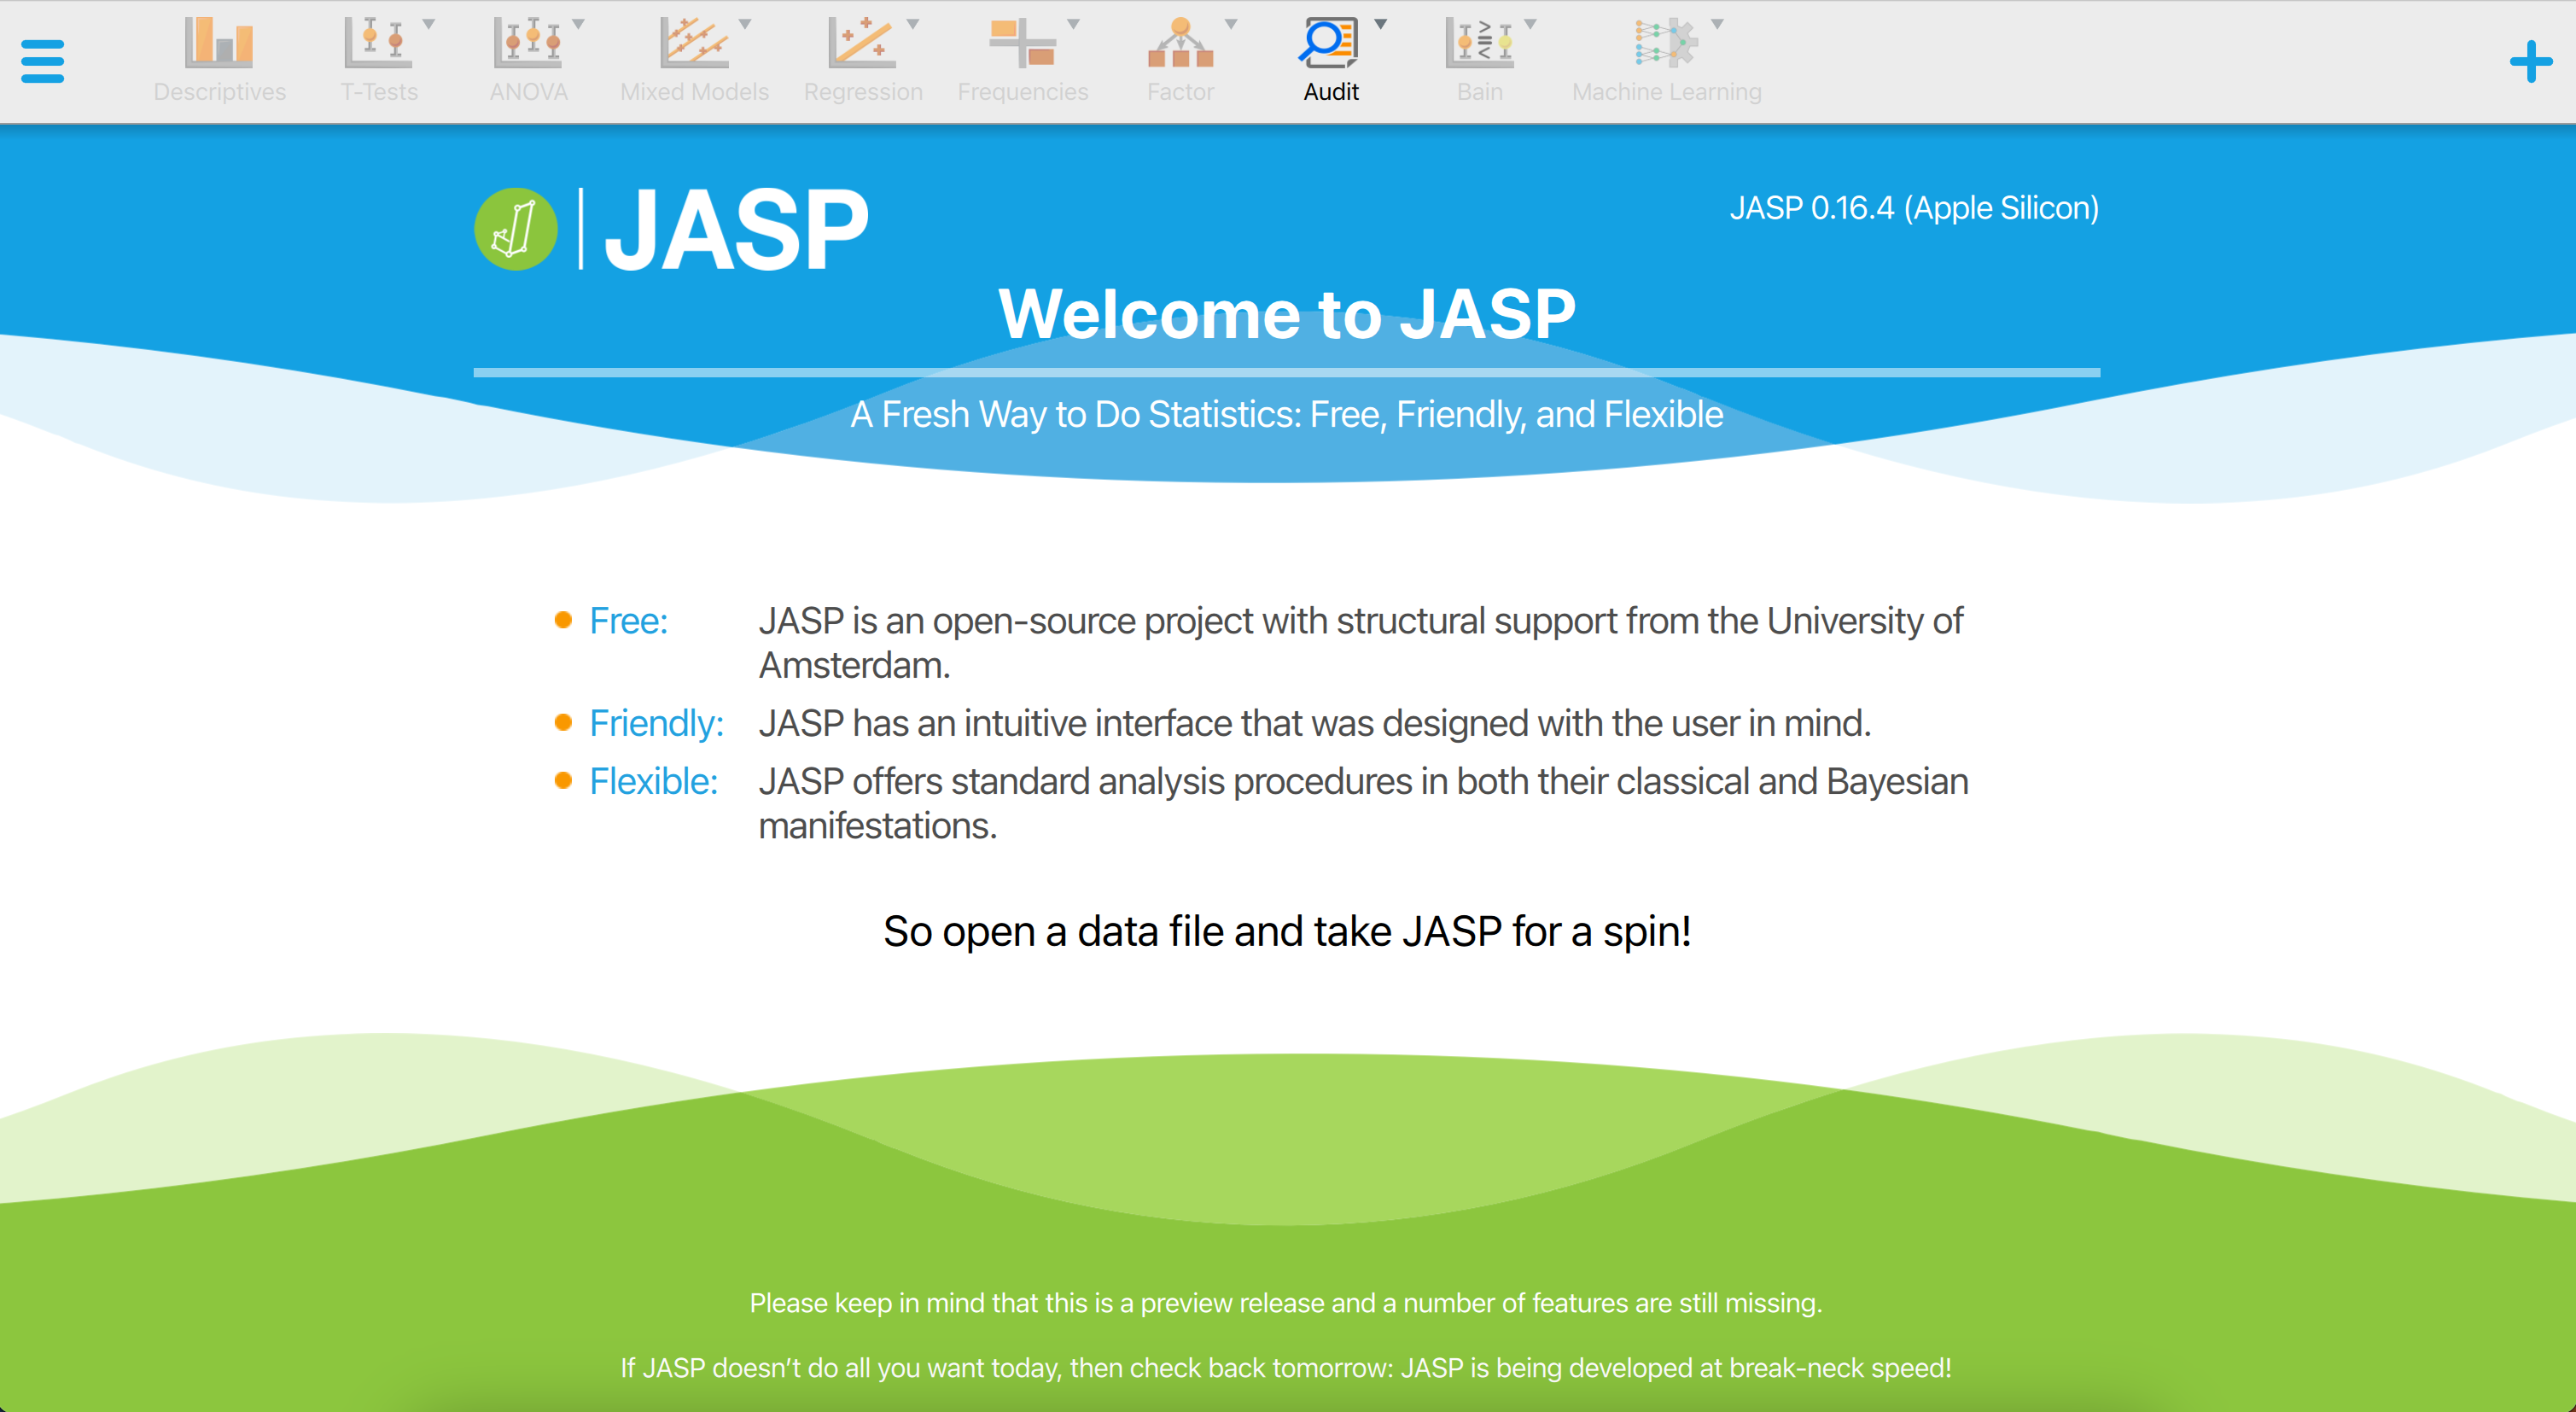 Descriptives T-Tests ANOVA Mixed Models Regression Frequencies Factor Audit Bain Machine Learning
JASP
JASP 0.16.4 (Apple Silicon)
Welcome to JASP
A Fresh Way to Do Statistics: Free, Friendly, and Flexible
Free: JASP is an open-source project with structural support from the University of
Amsterdam.
Friendly: JASP has an intuitive interface that was designed with the user in mind.
Flexible: JASP offers standard analysis procedures in both their classical and Bayesian
manifestations.
So open a data file and take JASP for a spin!
Please keep in mind that this is a preview release and a number of features are still missing.
If JASP doesn’t do all you want today, then check back tomorrow: JASP is being developed at break-neck speed!